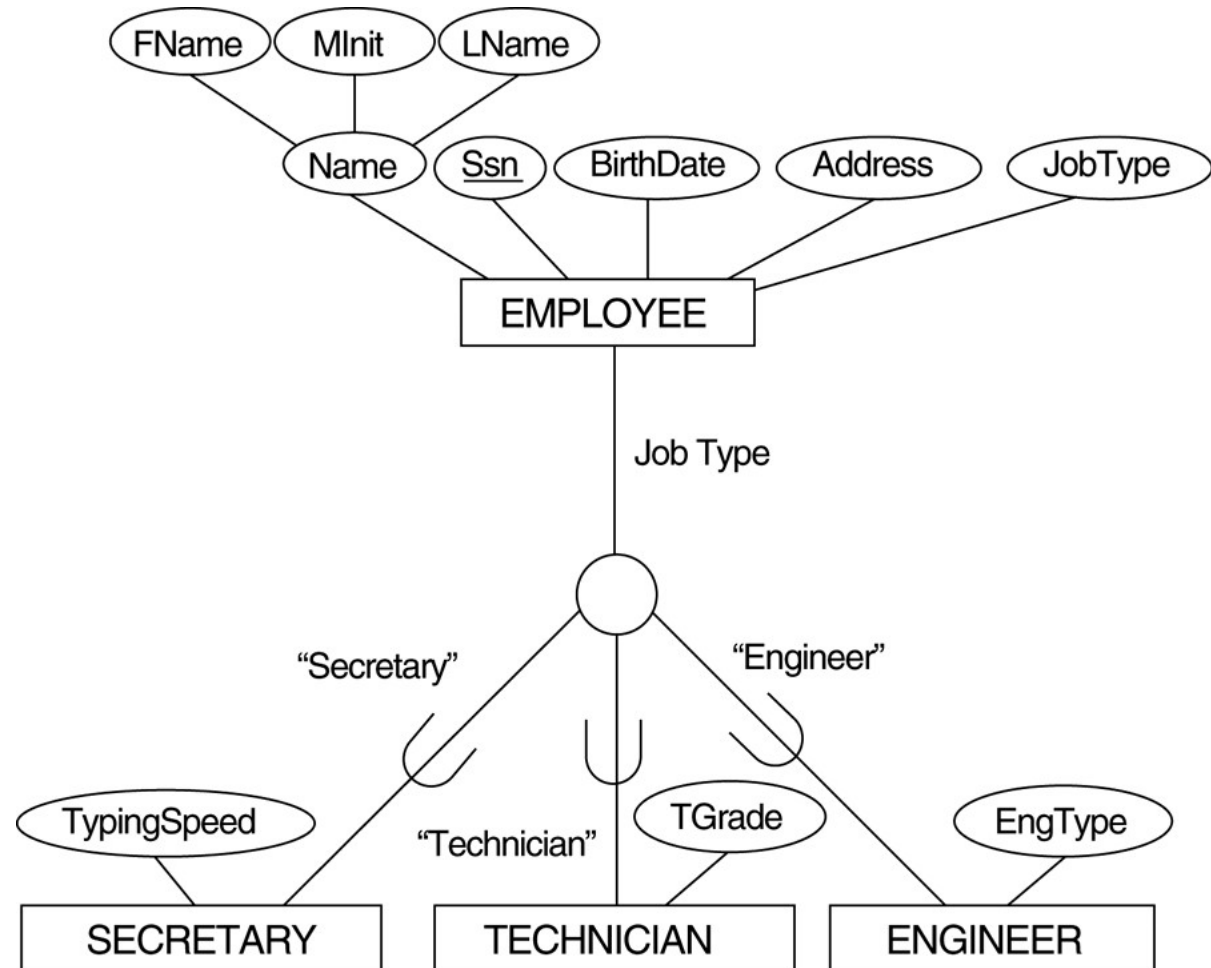 FName MInit LName
Name Ssn BirthDate Address JobType
EMPLOYEE
Job Type
“Secretary” “Engineer”
TypingSpeed “Technician” TGrade EngType
SECRETARY TECHNICIAN ENGINEER